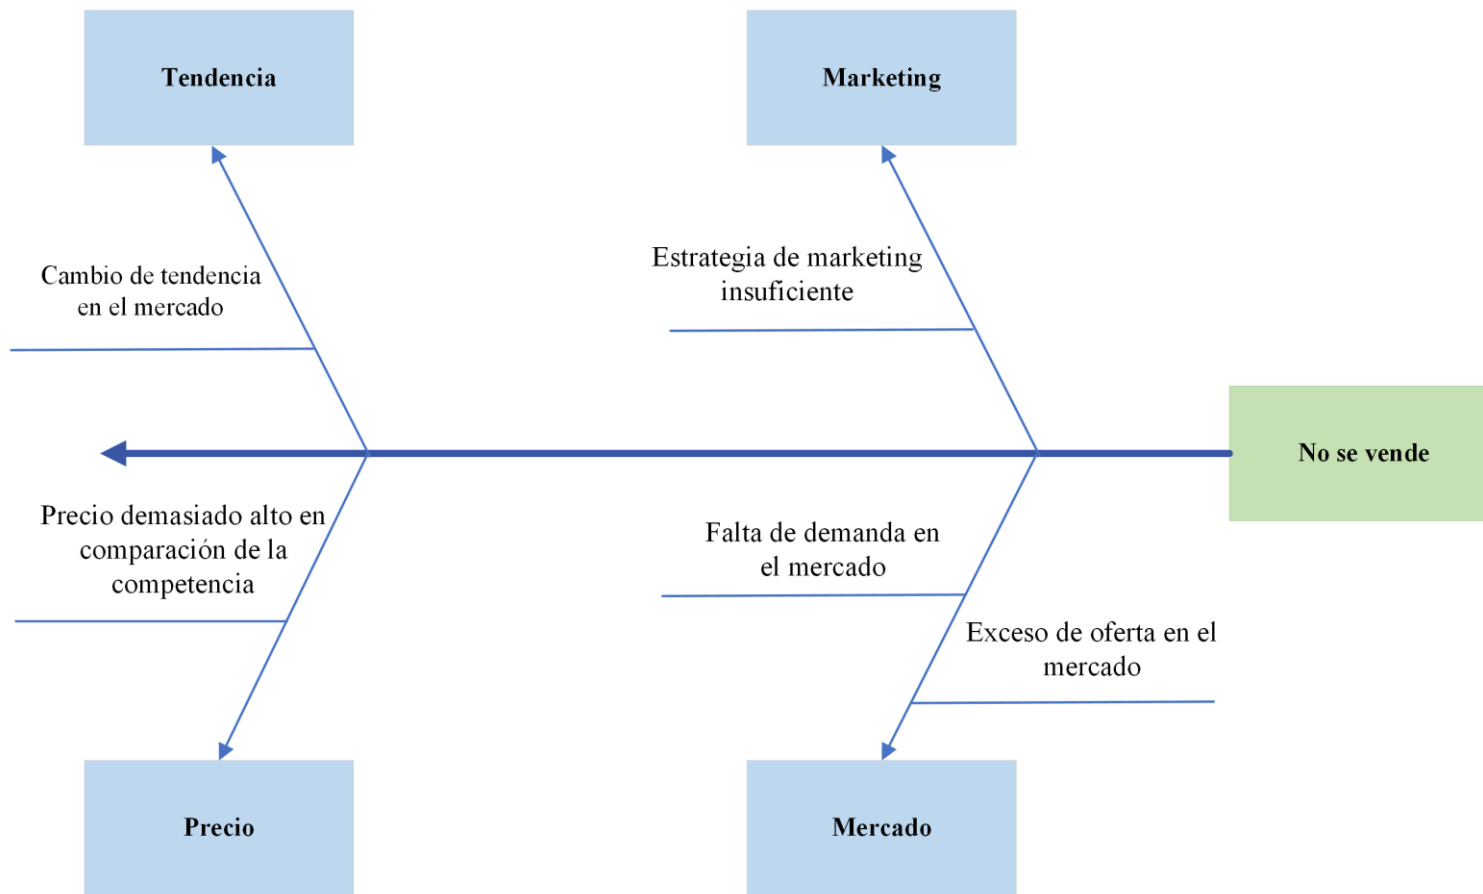 Tendencia
Marketing
Cambio de tendencia
en el mercado
Estrategia de marketing
insuficiente
No se vende
Precio demasiado alto en
comparación de la
competencia
Falta de demanda en
el mercado
Exceso de oferta en el
mercado
Precio
Mercado